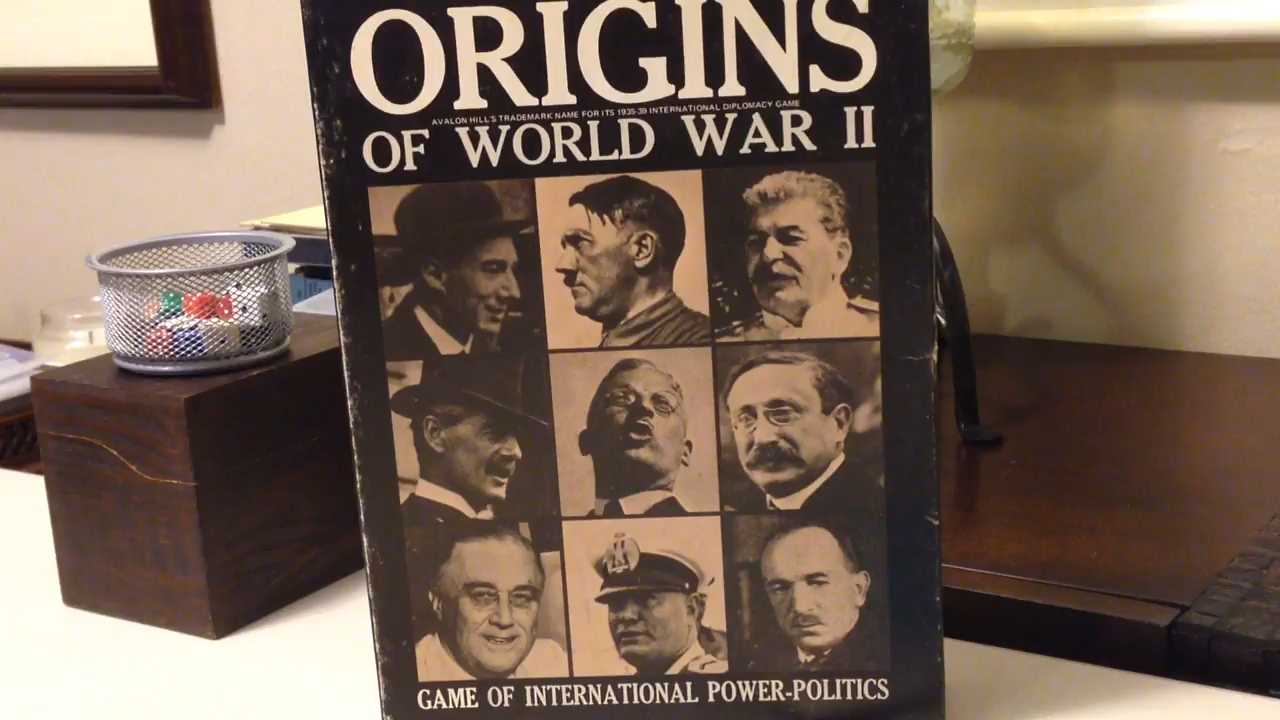 ORIGINS
AVALON HILL'S TRADEMARK NAME FOR ITS 1935-39 INTERNATIONAL DIPLOMACY GAME
OF WORLD WAR II
GAME OF INTERNATIONAL POWER-POLITICS